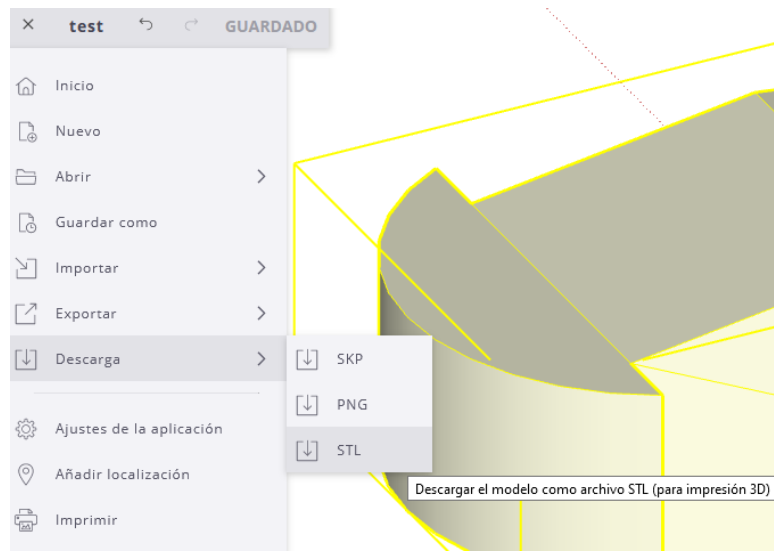 test GUARDADO
Inicio
Nuevo
Abrir
Guardar como
Importar
Exportar
Descarga
SKP
PNG
STL
Descargar el modelo como archivo STL (para impresión 3D)
Ajustes de la aplicación
Añadir localización
Imprimir